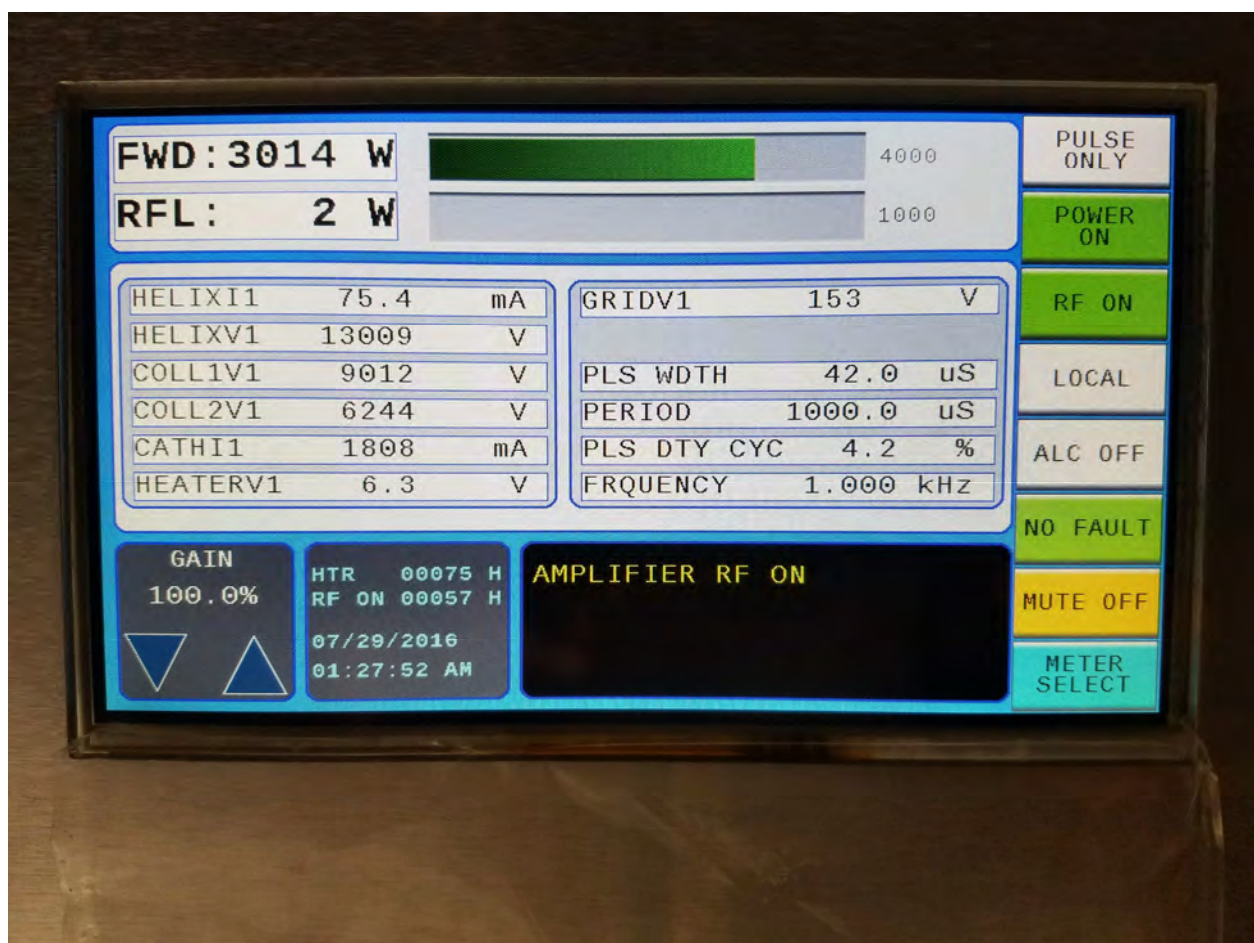 FWD:3014 W
4000
RFL: 2 W
1000
HELIXI1 75.4 mA
HELIXV1 13009 V
COLL1V1 9012 V
COLL2V1 6244 V
CATHI1 1808 mA
HEATERV1 6.3 V
GRIDV1 153 V
PLS WDTH 42.0 uS
PERIOD 1000.0 uS
PLS DTY CYC 4.2 %
FRQUENCY 1.000 kHz
GAIN
100.0%
HTR 00075 H
RF ON 00057 H
07/29/2016
01:27:52 AM
AMPLIFIER RF ON
PULSE
ONLY
POWER
ON
RF ON
LOCAL
ALC OFF
NO FAULT
MUTE OFF
METER
SELECT